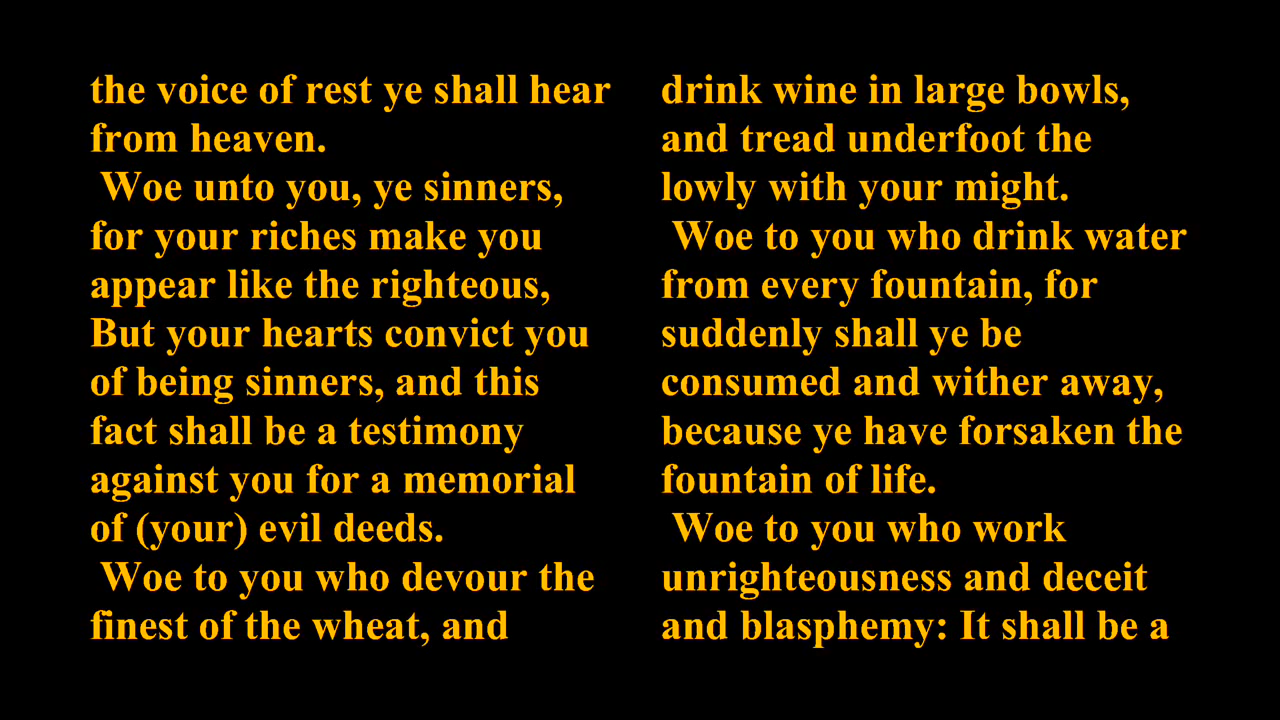 the voice of rest ye shall hear
from heaven.
Woe unto you, ye sinners,
for your riches make you
appear like the righteous,
But your hearts convict you
of being sinners, and this
fact shall be a testimony
against you for a memorial
of (your) evil deeds.
Woe to you who devour the
finest of the wheat, and
drink wine in large bowls,
and tread underfoot the
lowly with your might.
Woe to you who drink water
from every fountain, for
suddenly shall ye be
consumed and wither away,
because ye have forsaken the
fountain of life.
Woe to you who work
unrighteousness and deceit
and blasphemy: It shall be a